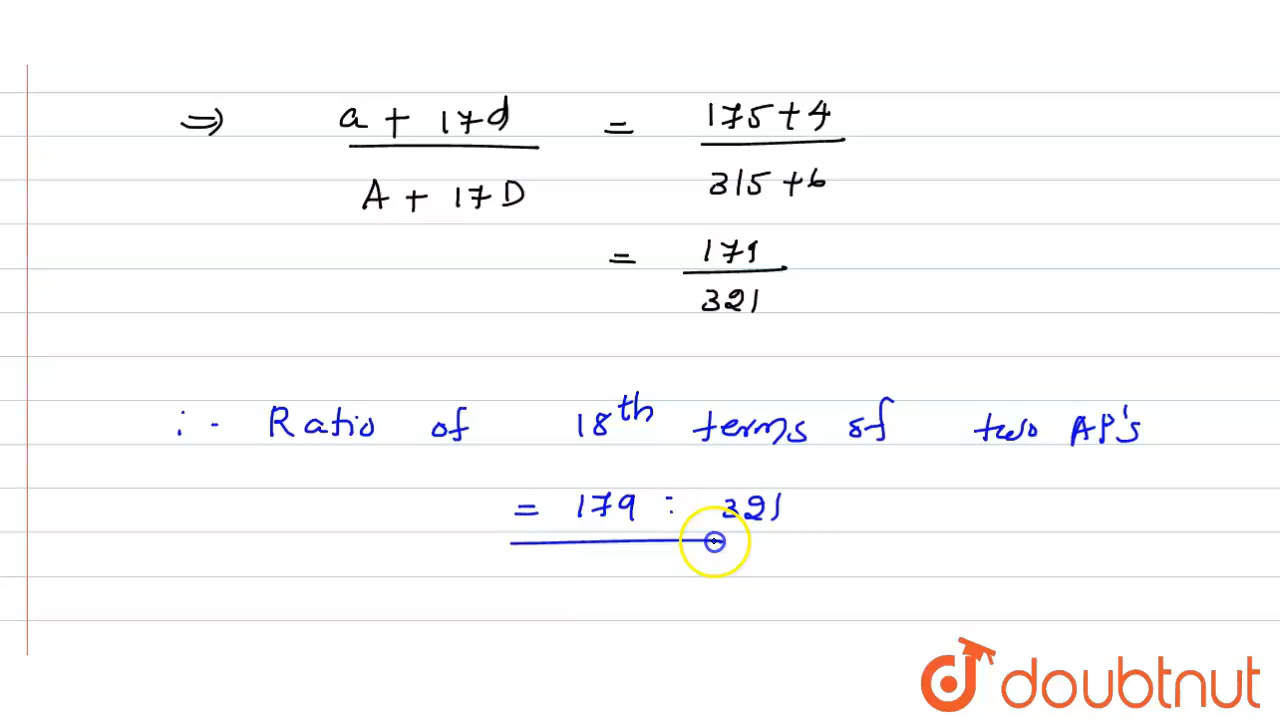 ⇒ a + 17d / A + 17D = 175+4 / 315+6
= 179 / 321
∴ Ratio of 18th terms of two AP's
= 179 : 321
doubtnut